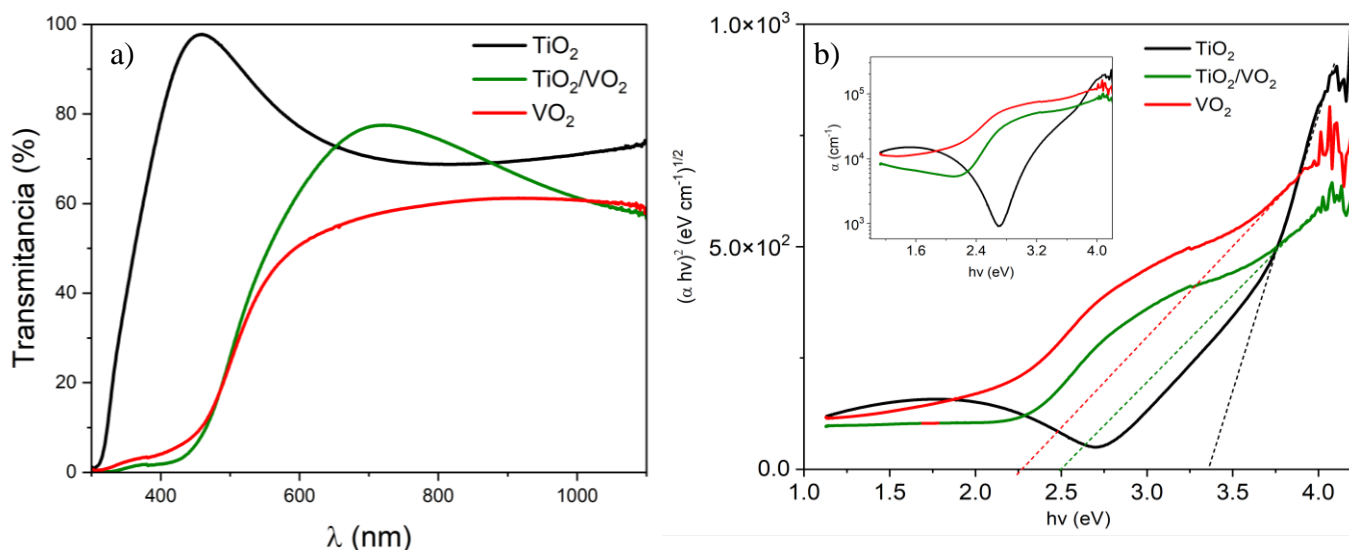 a)
Transmitancia (%)
100
80
60
40
20
0
400
600
800
1000
λ (nm)
TiO₂
TiO₂/VO₂
VO₂
b)
(α hν)² (eV cm⁻¹)¹/²
1.0×10³
5.0×10²
0.0
1.0
1.5
2.0
2.5
3.0
3.5
4.0
hν (eV)
TiO₂
TiO₂/VO₂
VO₂
α (cm⁻¹)
10⁵
10⁴
10³
1.6
2.4
3.2
4.0
hν (eV)